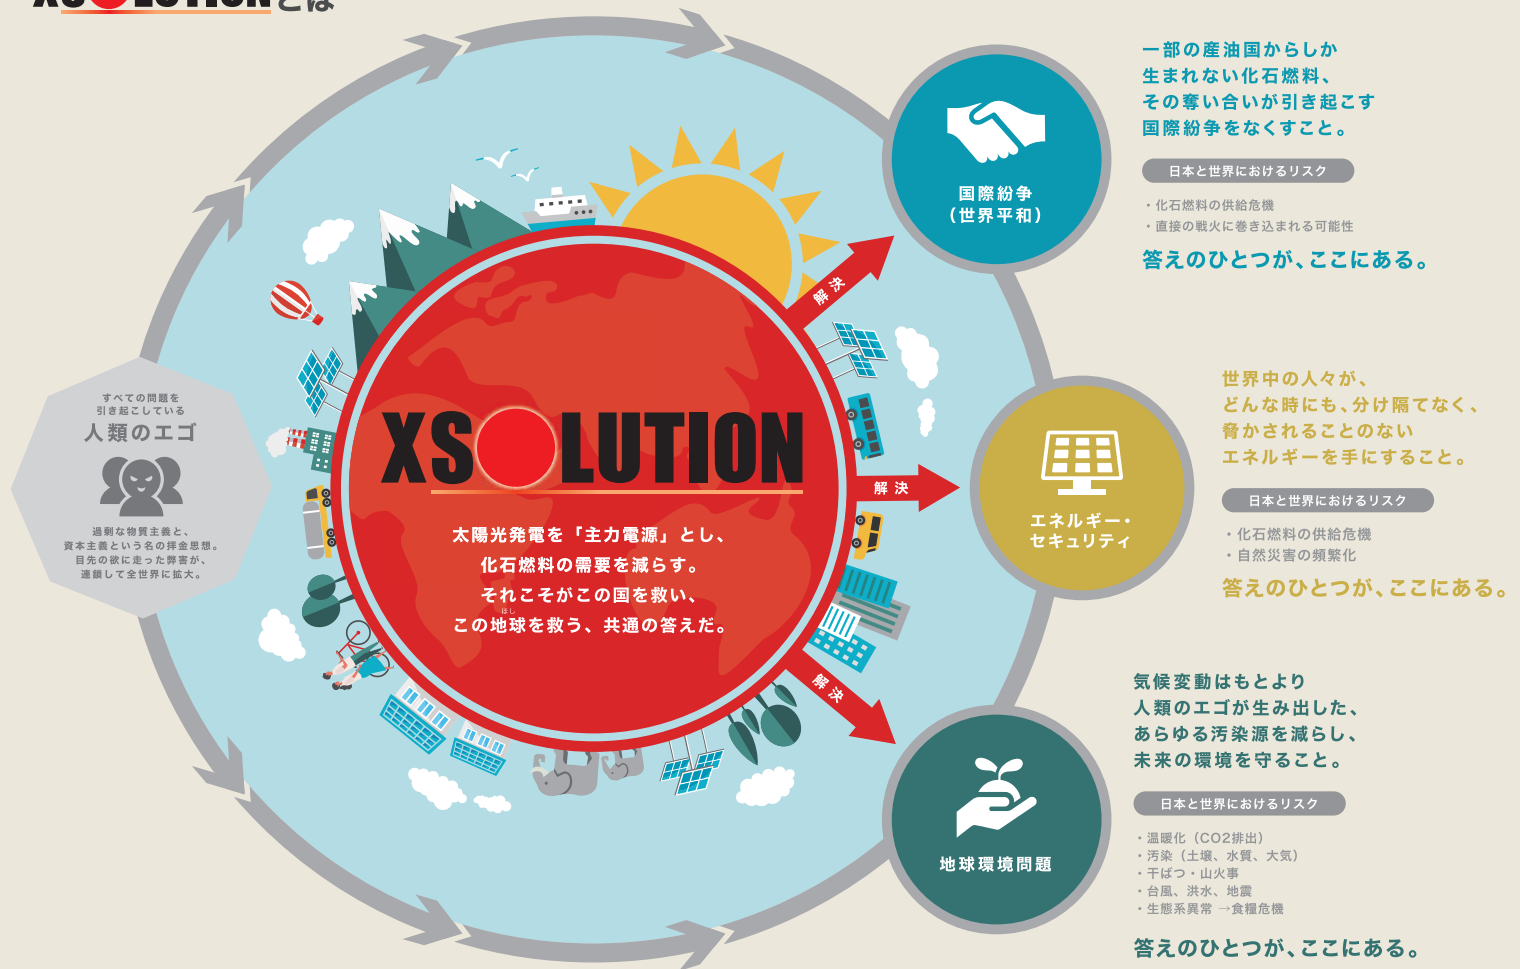 XSOLUTIONとは
すべての問題を
引き起こしている
人類のエゴ
過剰な物質主義と、
資本主義という名の拝金思想。
目先の欲に走った弊害が、
連鎖して全世界に拡大。
XSOLUTION
太陽光発電を「主力電源」とし、
化石燃料の需要を減らす。
それこそがこの国を救い、
ほし
この地球を救う、共通の答えだ。
解決
国際紛争
（世界平和）
一部の産油国からしか
生まれない化石燃料、
その奪い合いが引き起こす
国際紛争をなくすこと。
日本と世界におけるリスク
・化石燃料の供給危機
・直接の戦火に巻き込まれる可能性
答えのひとつが、ここにある。
解決
エネルギー・
セキュリティ
世界中の人々が、
どんな時にも、分け隔てなく、
脅かされることのない
エネルギーを手にすること。
日本と世界におけるリスク
・化石燃料の供給危機
・自然災害の頻繁化
答えのひとつが、ここにある。
解決
地球環境問題
気候変動はもとより
人類のエゴが生み出した、
あらゆる汚染源を減らし、
未来の環境を守ること。
日本と世界におけるリスク
・温暖化（CO2排出）
・汚染（土壌、水質、大気）
・干ばつ・山火事
・台風、洪水、地震
・生態系異常 →食糧危機
答えのひとつが、ここにある。